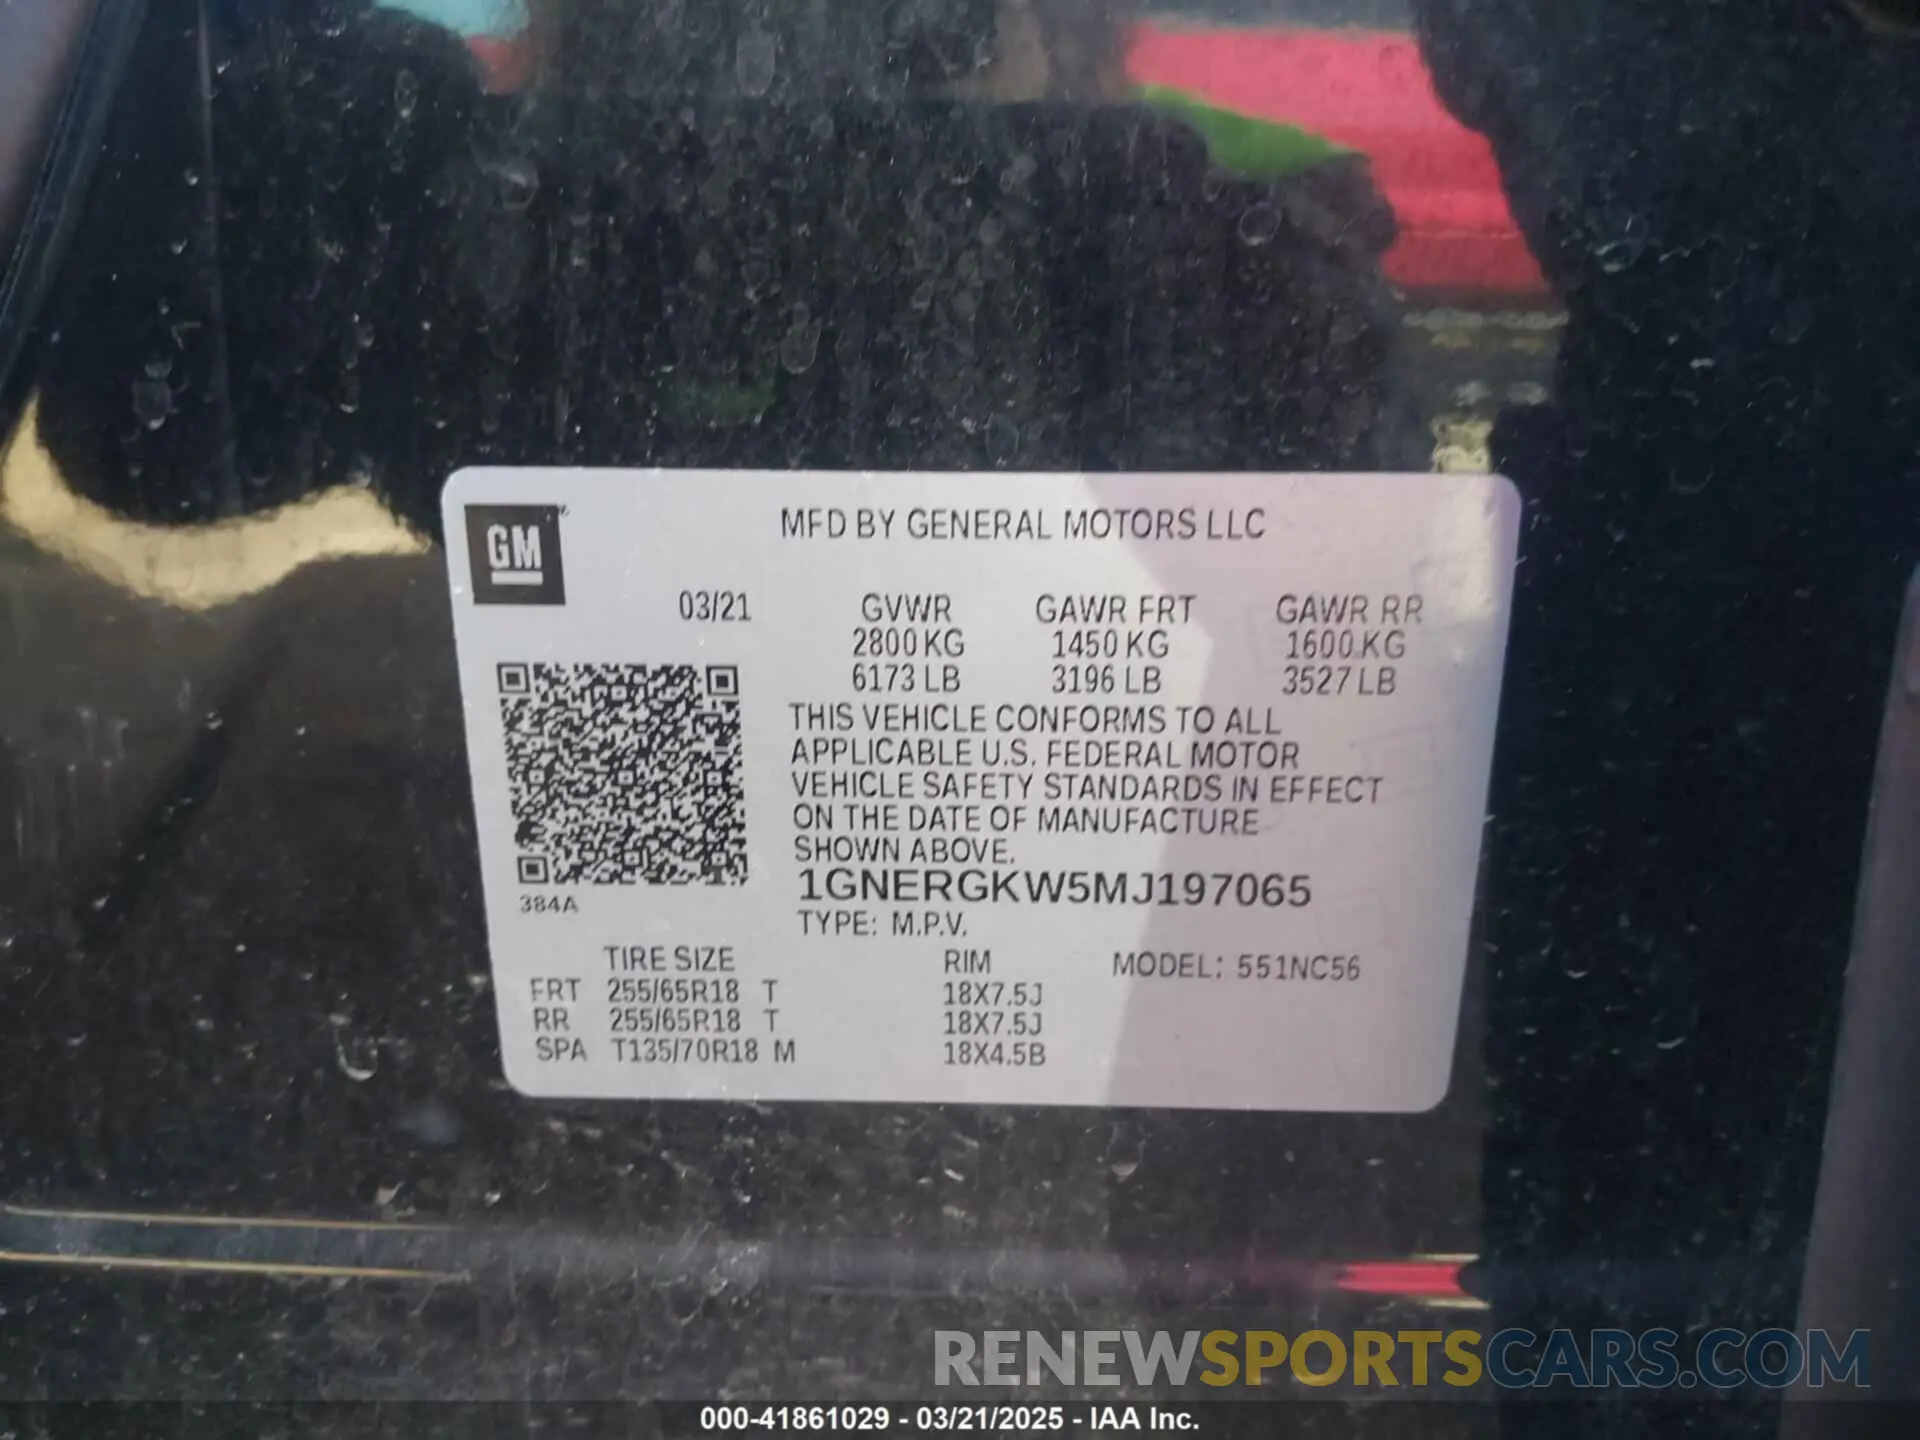 GM
MFD BY GENERAL MOTORS LLC
03/21 GVWR GAWR FRT GAWR RR
2800 KG 1450 KG 1600 KG
6173 LB 3196 LB 3527 LB
THIS VEHICLE CONFORMS TO ALL
APPLICABLE U.S. FEDERAL MOTOR
VEHICLE SAFETY STANDARDS IN EFFECT
ON THE DATE OF MANUFACTURE
SHOWN ABOVE.
1GNERGKW5MJ197065
384A
TYPE: M.P.V.
TIRE SIZE RIM MODEL: 551NC56
FRT 255/65R18 T 18X7.5J
RR 255/65R18 T 18X7.5J
SPA T135/70R18 M 18X4.5B
RENEWSPORTSCARS.COM
000-41861029 - 03/21/2025 - IAA Inc.